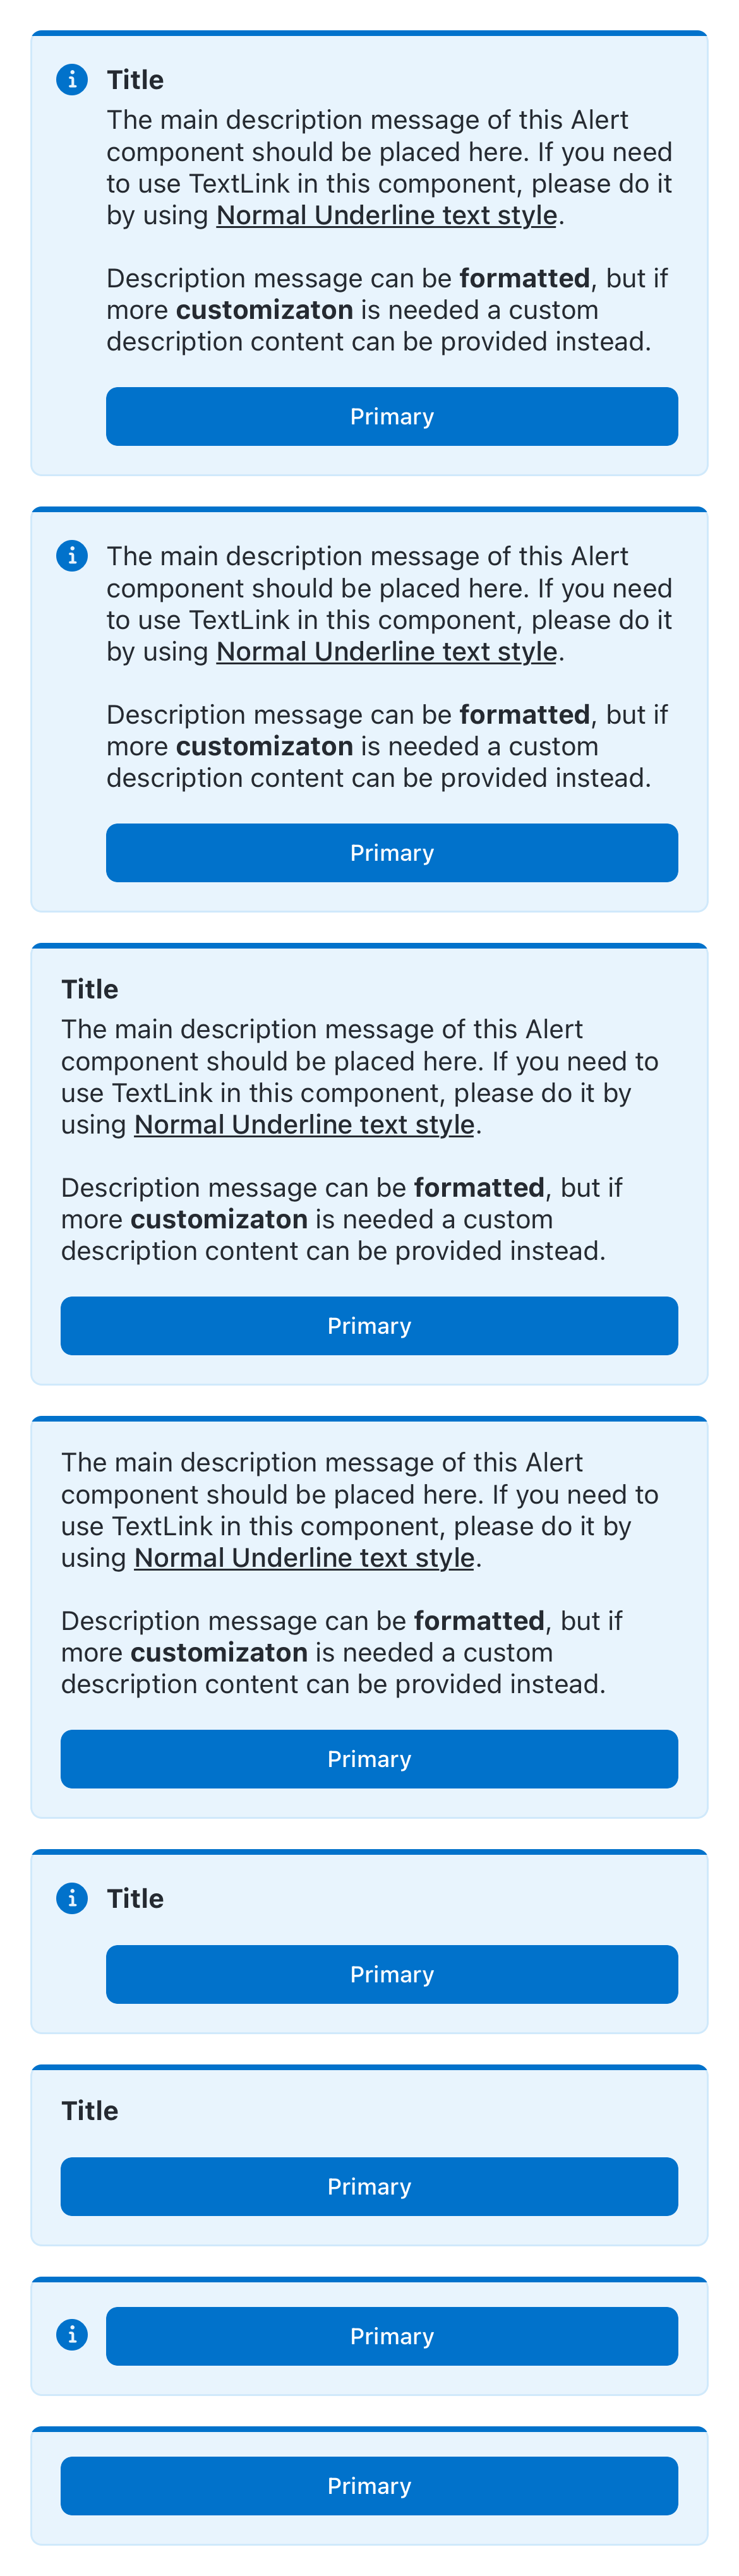 Title
The main description message of this Alert
component should be placed here. If you need
to use TextLink in this component, please do it
by using Normal Underline text style.
Description message can be formatted, but if
more customizaton is needed a custom
description content can be provided instead.
Primary
The main description message of this Alert
component should be placed here. If you need
to use TextLink in this component, please do it
by using Normal Underline text style.
Description message can be formatted, but if
more customizaton is needed a custom
description content can be provided instead.
Primary
Title
The main description message of this Alert
component should be placed here. If you need to
use TextLink in this component, please do it by
using Normal Underline text style.
Description message can be formatted, but if
more customizaton is needed a custom
description content can be provided instead.
Primary
The main description message of this Alert
component should be placed here. If you need to
use TextLink in this component, please do it by
using Normal Underline text style.
Description message can be formatted, but if
more customizaton is needed a custom
description content can be provided instead.
Primary
Title
Primary
Title
Primary
Primary
Primary